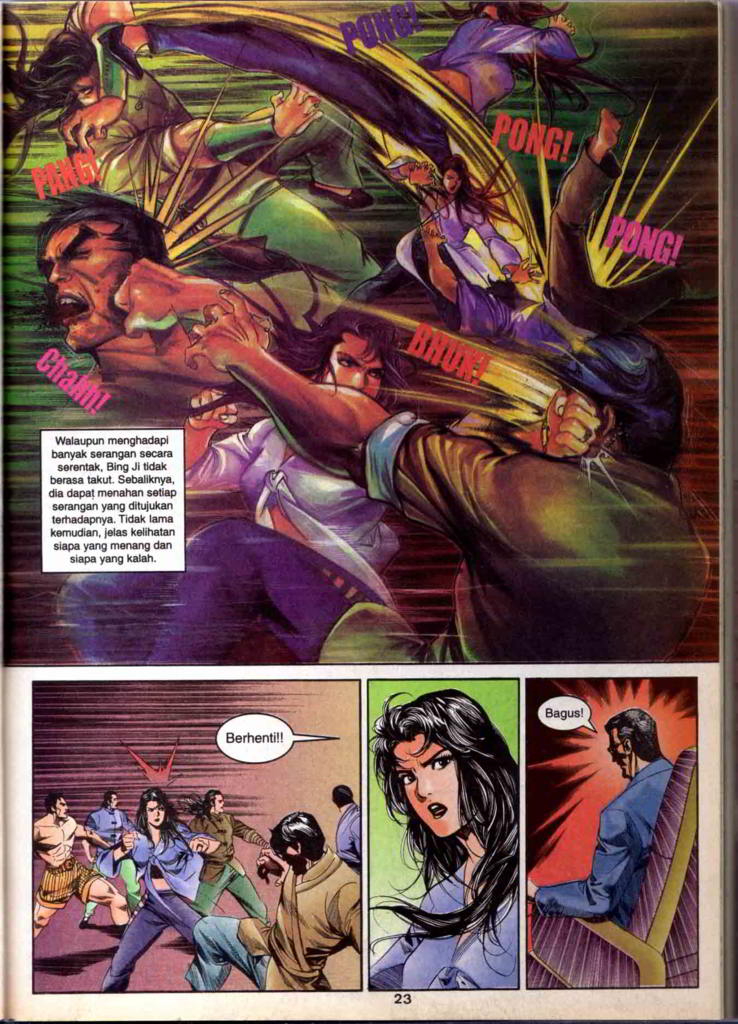 PONG!
PONG!
PANG!
PONG!
BHUK!
Chahh!
Walaupun menghadapi
banyak serangan secara
serentak, Bing Ji tidak
berasa takut. Sebaliknya,
dia dapat menahan setiap
serangan yang ditujukan
terhadapnya. Tidak lama
kemudian, jelas kelihatan
siapa yang menang dan
siapa yang kalah.
Berhenti!!
Bagus!
23